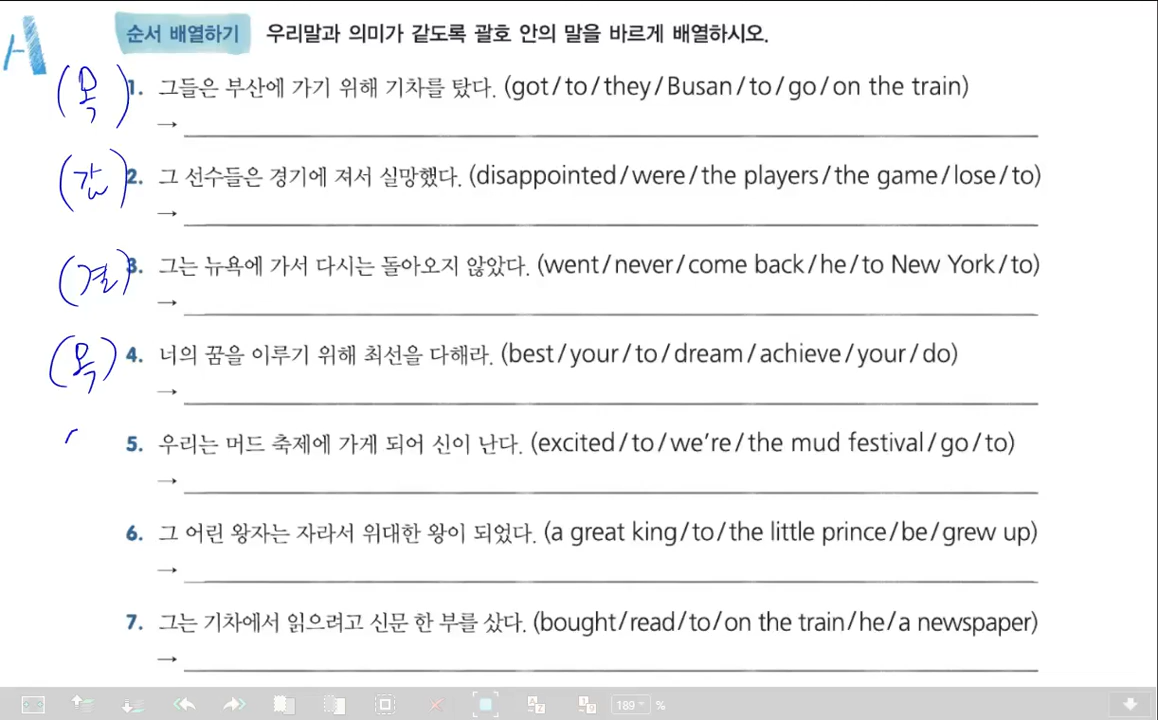 A 순서 배열하기 우리말과 의미가 같도록 괄호 안의 말을 바르게 배열하시오.
(목) 1. 그들은 부산에 가기 위해 기차를 탔다. (got/to/they/Busan/to/go/on the train)
→
(감) 2. 그 선수들은 경기에 져서 실망했다. (disappointed/were/the players/the game/lose/to)
→
(결) 3. 그는 뉴욕에 가서 다시는 돌아오지 않았다. (went/never/come back/he/to New York/to)
→
(목) 4. 너의 꿈을 이루기 위해 최선을 다해라. (best/your/to/dream/achieve/your/do)
→
5. 우리는 머드 축제에 가게 되어 신이 난다. (excited/to/we're/the mud festival/go/to)
→
6. 그 어린 왕자는 자라서 위대한 왕이 되었다. (a great king/to/the little prince/be/grew up)
→
7. 그는 기차에서 읽으려고 신문 한 부를 샀다. (bought/read/to/on the train/he/a newspaper)
→
189 %